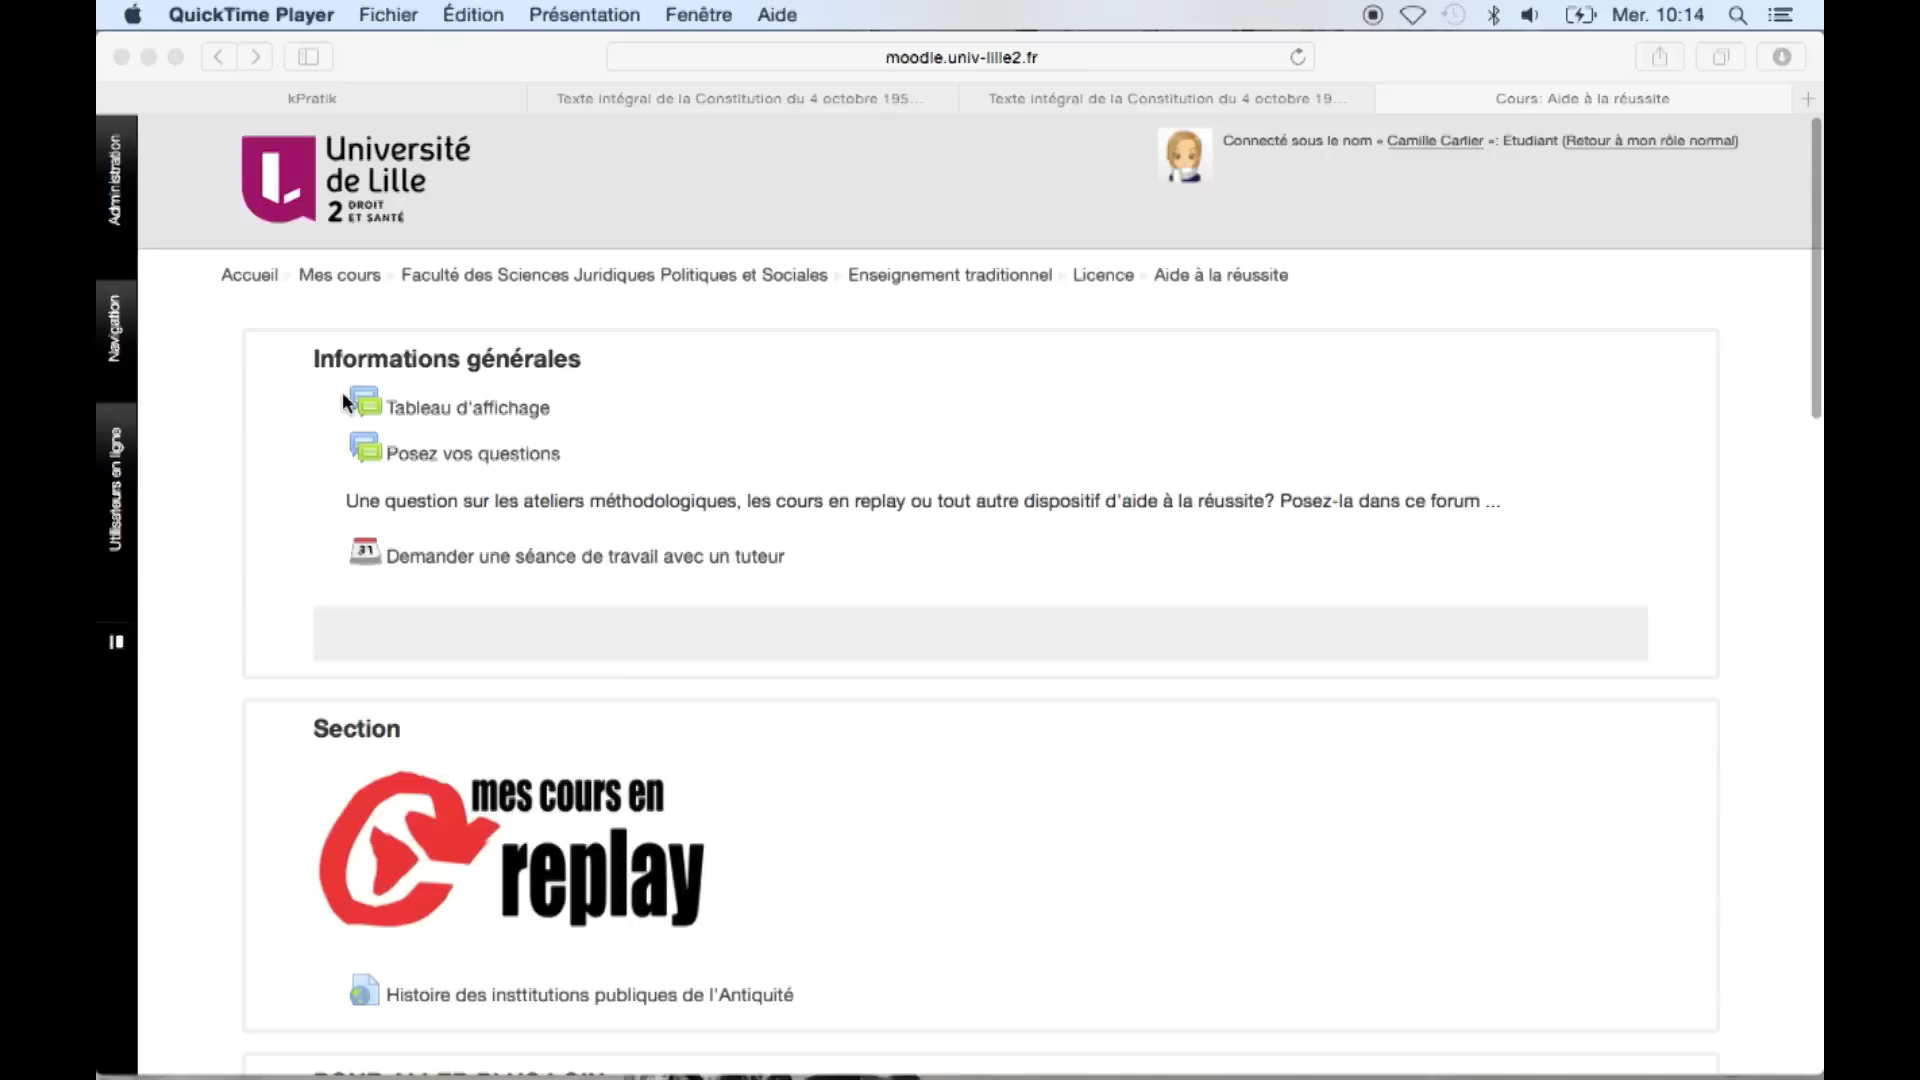 QuickTime Player Fichier Édition Présentation Fenêtre Aide Mer. 10:14
moodle.univ-lille2.fr
kPratik Texte intégral de la Constitution du 4 octobre 195... Texte intégral de la Constitution du 4 octobre 19... Cours: Aide à la réussite
Administration
Navigation
Utilisateurs en ligne
Université
de Lille
2 DROIT
ET SANTÉ
Connecté sous le nom « Camille Carlier »: Etudiant (Retour à mon rôle normal)
Accueil Mes cours Faculté des Sciences Juridiques Politiques et Sociales Enseignement traditionnel Licence Aide à la réussite
Informations générales
Tableau d'affichage
Posez vos questions
Une question sur les ateliers méthodologiques, les cours en replay ou tout autre dispositif d'aide à la réussite? Posez-la dans ce forum ...
31 Demander une séance de travail avec un tuteur
Section
mes cours en
replay
Histoire des insttitutions publiques de l'Antiquité